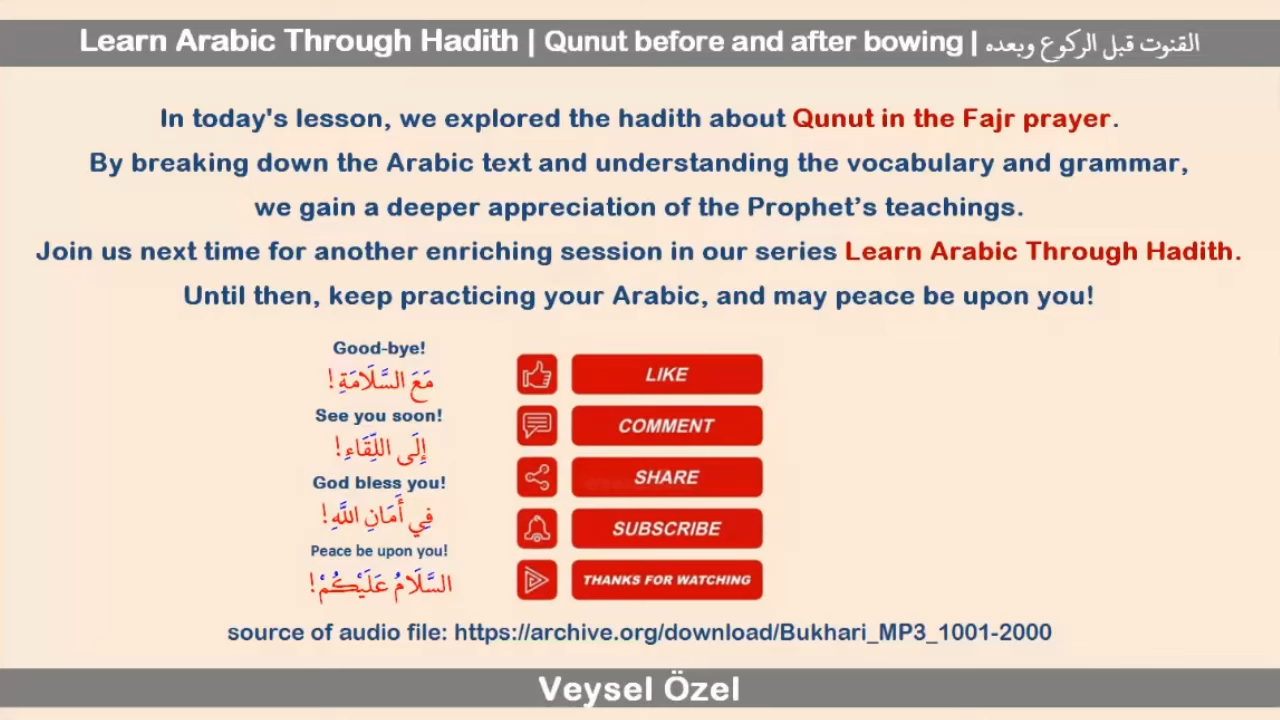 Learn Arabic Through Hadith | Qunut before and after bowing | القنوت قبل الركوع وبعده
In today's lesson, we explored the hadith about Qunut in the Fajr prayer.
By breaking down the Arabic text and understanding the vocabulary and grammar,
we gain a deeper appreciation of the Prophet’s teachings.
Join us next time for another enriching session in our series Learn Arabic Through Hadith.
Until then, keep practicing your Arabic, and may peace be upon you!
Good-bye!
مَعَ السَّلَامَةِ!
See you soon!
إِلَى اللِّقَاءِ!
God bless you!
فِي أَمَانِ اللَّهِ!
Peace be upon you!
السَّلَامُ عَلَيْكُمْ!
LIKE
COMMENT
SHARE
SUBSCRIBE
THANKS FOR WATCHING
source of audio file: https://archive.org/download/Bukhari_MP3_1001-2000
Veysel Özel